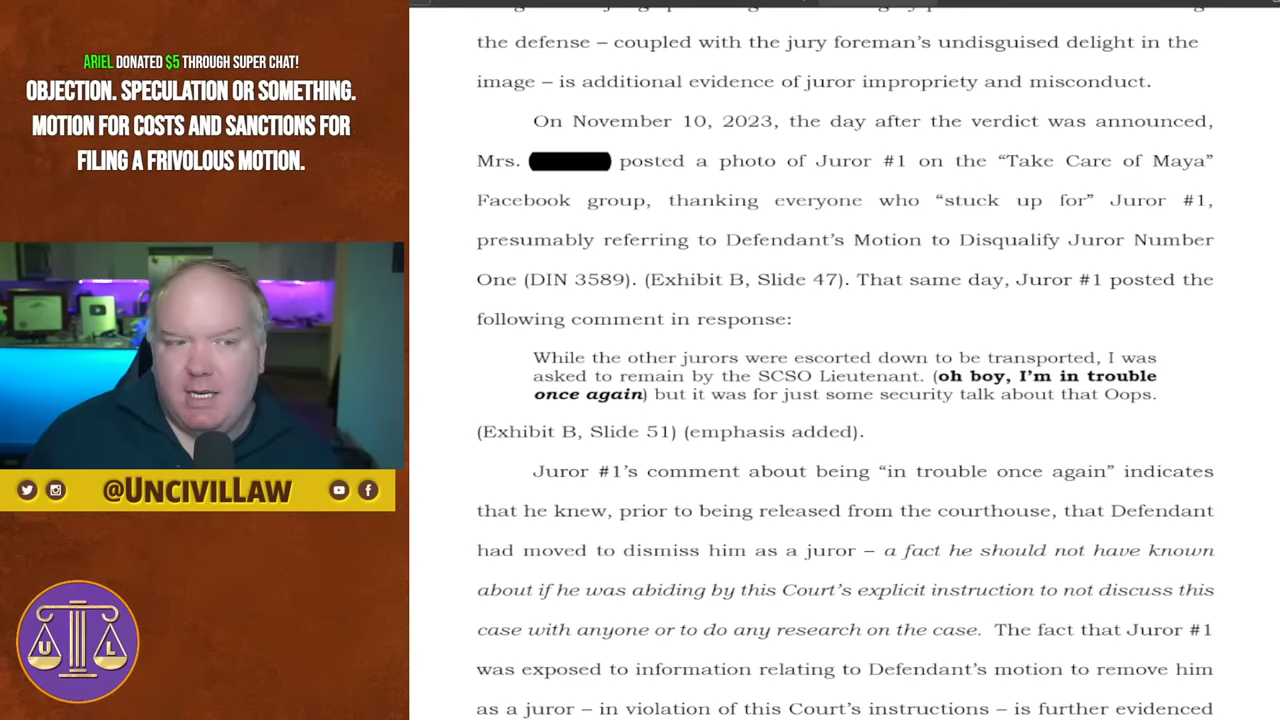 ARIEL DONATED $5 THROUGH SUPER CHAT!
OBJECTION. SPECULATION OR SOMETHING.
MOTION FOR COSTS AND SANCTIONS FOR
FILING A FRIVOLOUS MOTION.
@UNCIVILLAW
U L
the defense – coupled with the jury foreman’s undisguised delight in the
image – is additional evidence of juror impropriety and misconduct.
On November 10, 2023, the day after the verdict was announced,
Mrs. posted a photo of Juror #1 on the “Take Care of Maya”
Facebook group, thanking everyone who “stuck up for” Juror #1,
presumably referring to Defendant’s Motion to Disqualify Juror Number
One (DIN 3589). (Exhibit B, Slide 47). That same day, Juror #1 posted the
following comment in response:
While the other jurors were escorted down to be transported, I was
asked to remain by the SCSO Lieutenant. (oh boy, I’m in trouble
once again) but it was for just some security talk about that Oops.
(Exhibit B, Slide 51) (emphasis added).
Juror #1’s comment about being “in trouble once again” indicates
that he knew, prior to being released from the courthouse, that Defendant
had moved to dismiss him as a juror – a fact he should not have known
about if he was abiding by this Court’s explicit instruction to not discuss this
case with anyone or to do any research on the case. The fact that Juror #1
was exposed to information relating to Defendant’s motion to remove him
as a juror – in violation of this Court’s instructions – is further evidenced